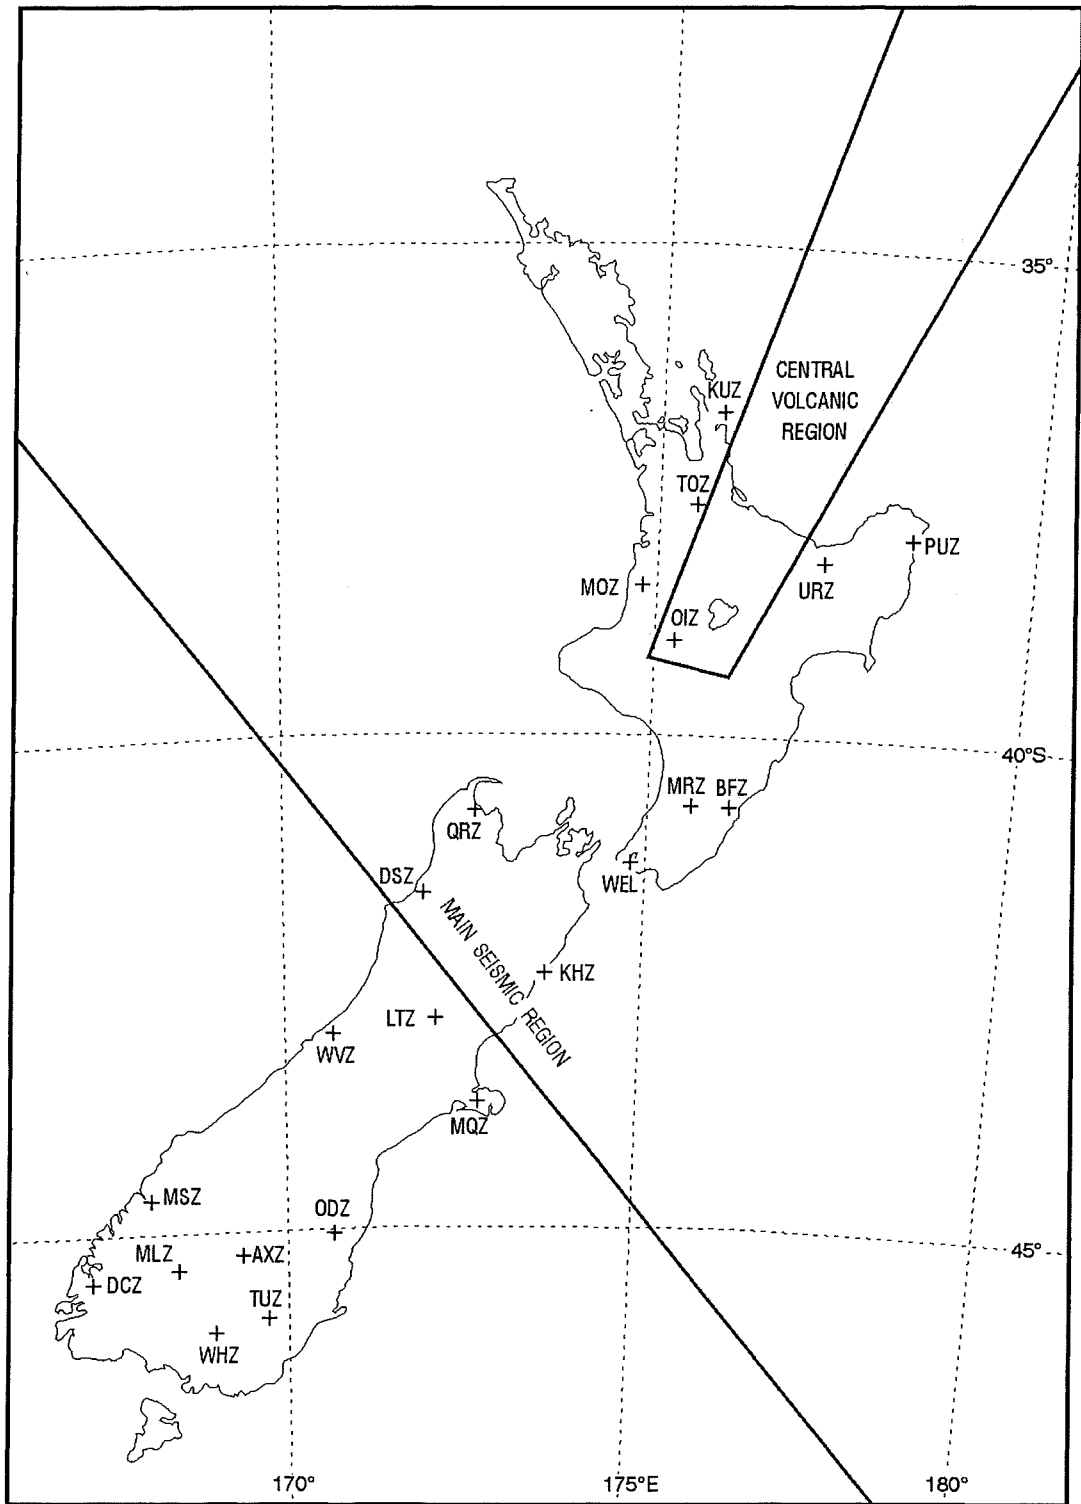 35°
CENTRAL
VOLCANIC
REGION
KUZ
TOZ
PUZ
MOZ
URZ
OIZ
40°S
MRZ
BFZ
QRZ
DSZ
WEL
MAIN SEISMIC REGION
KHZ
LTZ
WVZ
MQZ
MSZ
ODZ
MLZ
AXZ
45°
DCZ
TUZ
WHZ
170°
175°E
180°